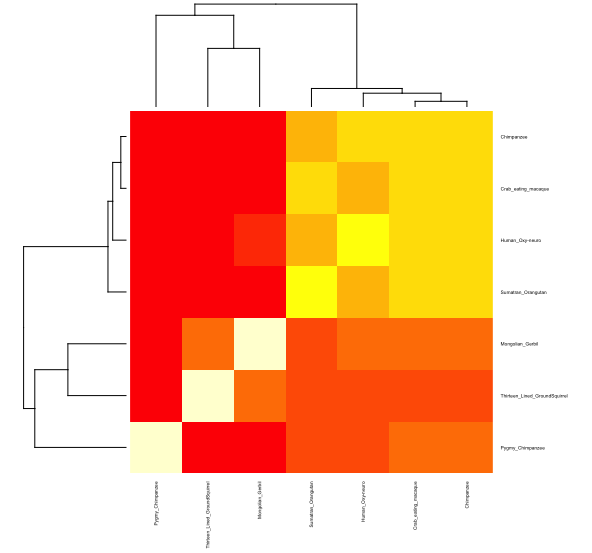 Chimpanzee
Crab_eating_macaque
Human_Oxy-neuro
Sumatran_Orangutan
Mongolian_Gerbil
Thirteen_Lined_GroundSquirrel
Pygmy_Chimpanzee
Pygmy_Chimpanzee
Thirteen_Lined_GroundSquirrel
Mongolian_Gerbil
Sumatran_Orangutan
Human_Oxy-neuro
Crab_eating_macaque
Chimpanzee